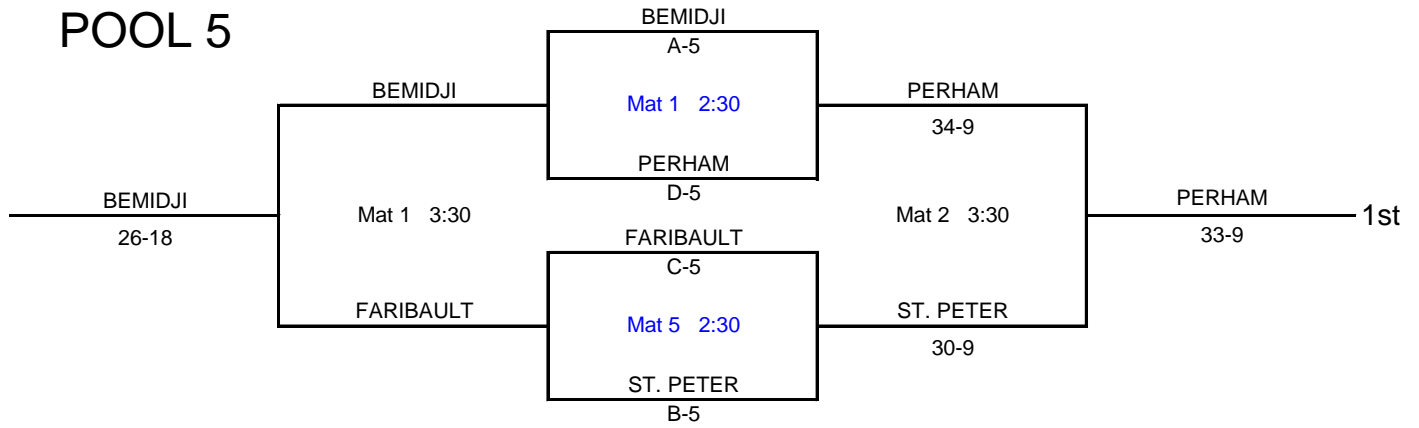 POOL 5
BEMIDJI
A-5
BEMIDJI
Mat 1 2:30
PERHAM
34-9
PERHAM
D-5
BEMIDJI
26-18
Mat 1 3:30
Mat 2 3:30
PERHAM
33-9
1st
FARIBAULT
C-5
FARIBAULT
Mat 5 2:30
ST. PETER
30-9
ST. PETER
B-5